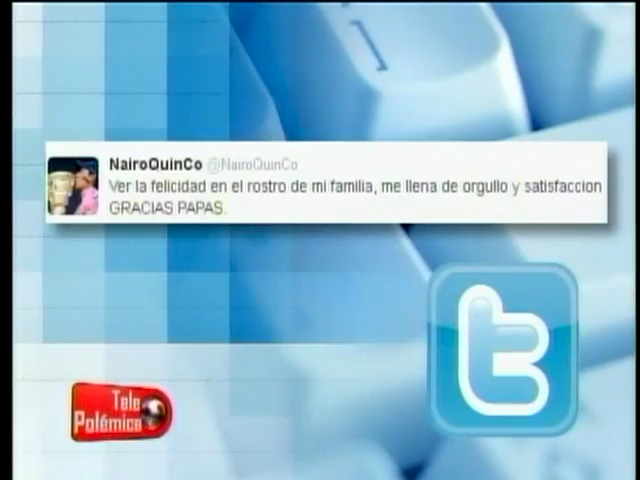 NairoQuinCo @NairoQuinCo
Ver la felicidad en el rostro de mi familia, me llena de orgullo y satisfaccion
GRACIAS PAPAS.
t
Tele
Polémica